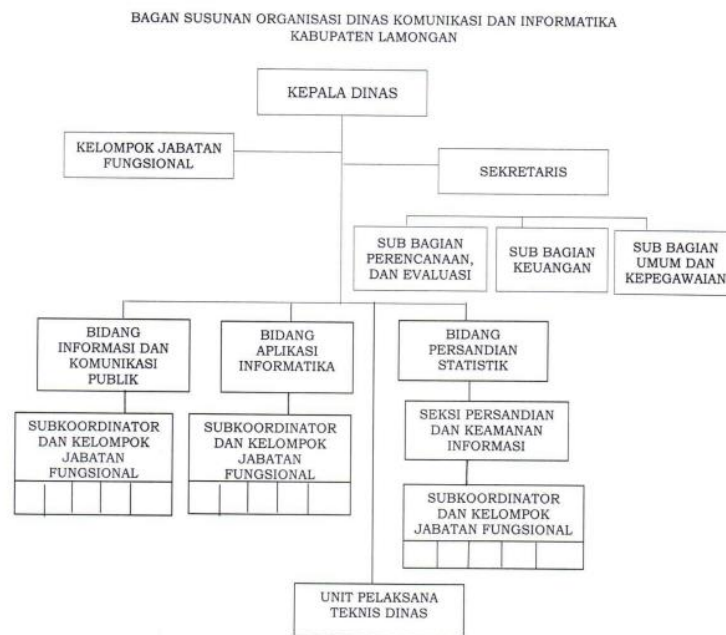 BAGAN SUSUNAN ORGANISASI DINAS KOMUNIKASI DAN INFORMATIKA
KABUPATEN LAMONGAN
KEPALA DINAS
KELOMPOK JABATAN
FUNGSIONAL
SEKRETARIS
SUB BAGIAN
PERENCANAAN,
DAN EVALUASI
SUB BAGIAN
KEUANGAN
SUB BAGIAN
UMUM DAN
KEPEGAWAIAN
BIDANG
INFORMASI DAN
KOMUNIKASI
PUBLIK
BIDANG
APLIKASI
INFORMATIKA
BIDANG
PERSANDIAN
STATISTIK
SUBKOORDINATOR
DAN KELOMPOK
JABATAN
FUNGSIONAL
SUBKOORDINATOR
DAN KELOMPOK
JABATAN
FUNGSIONAL
SEKSI PERSANDIAN
DAN KEAMANAN
INFORMASI
SUBKOORDINATOR
DAN KELOMPOK
JABATAN FUNGSIONAL
UNIT PELAKSANA
TEKNIS DINAS